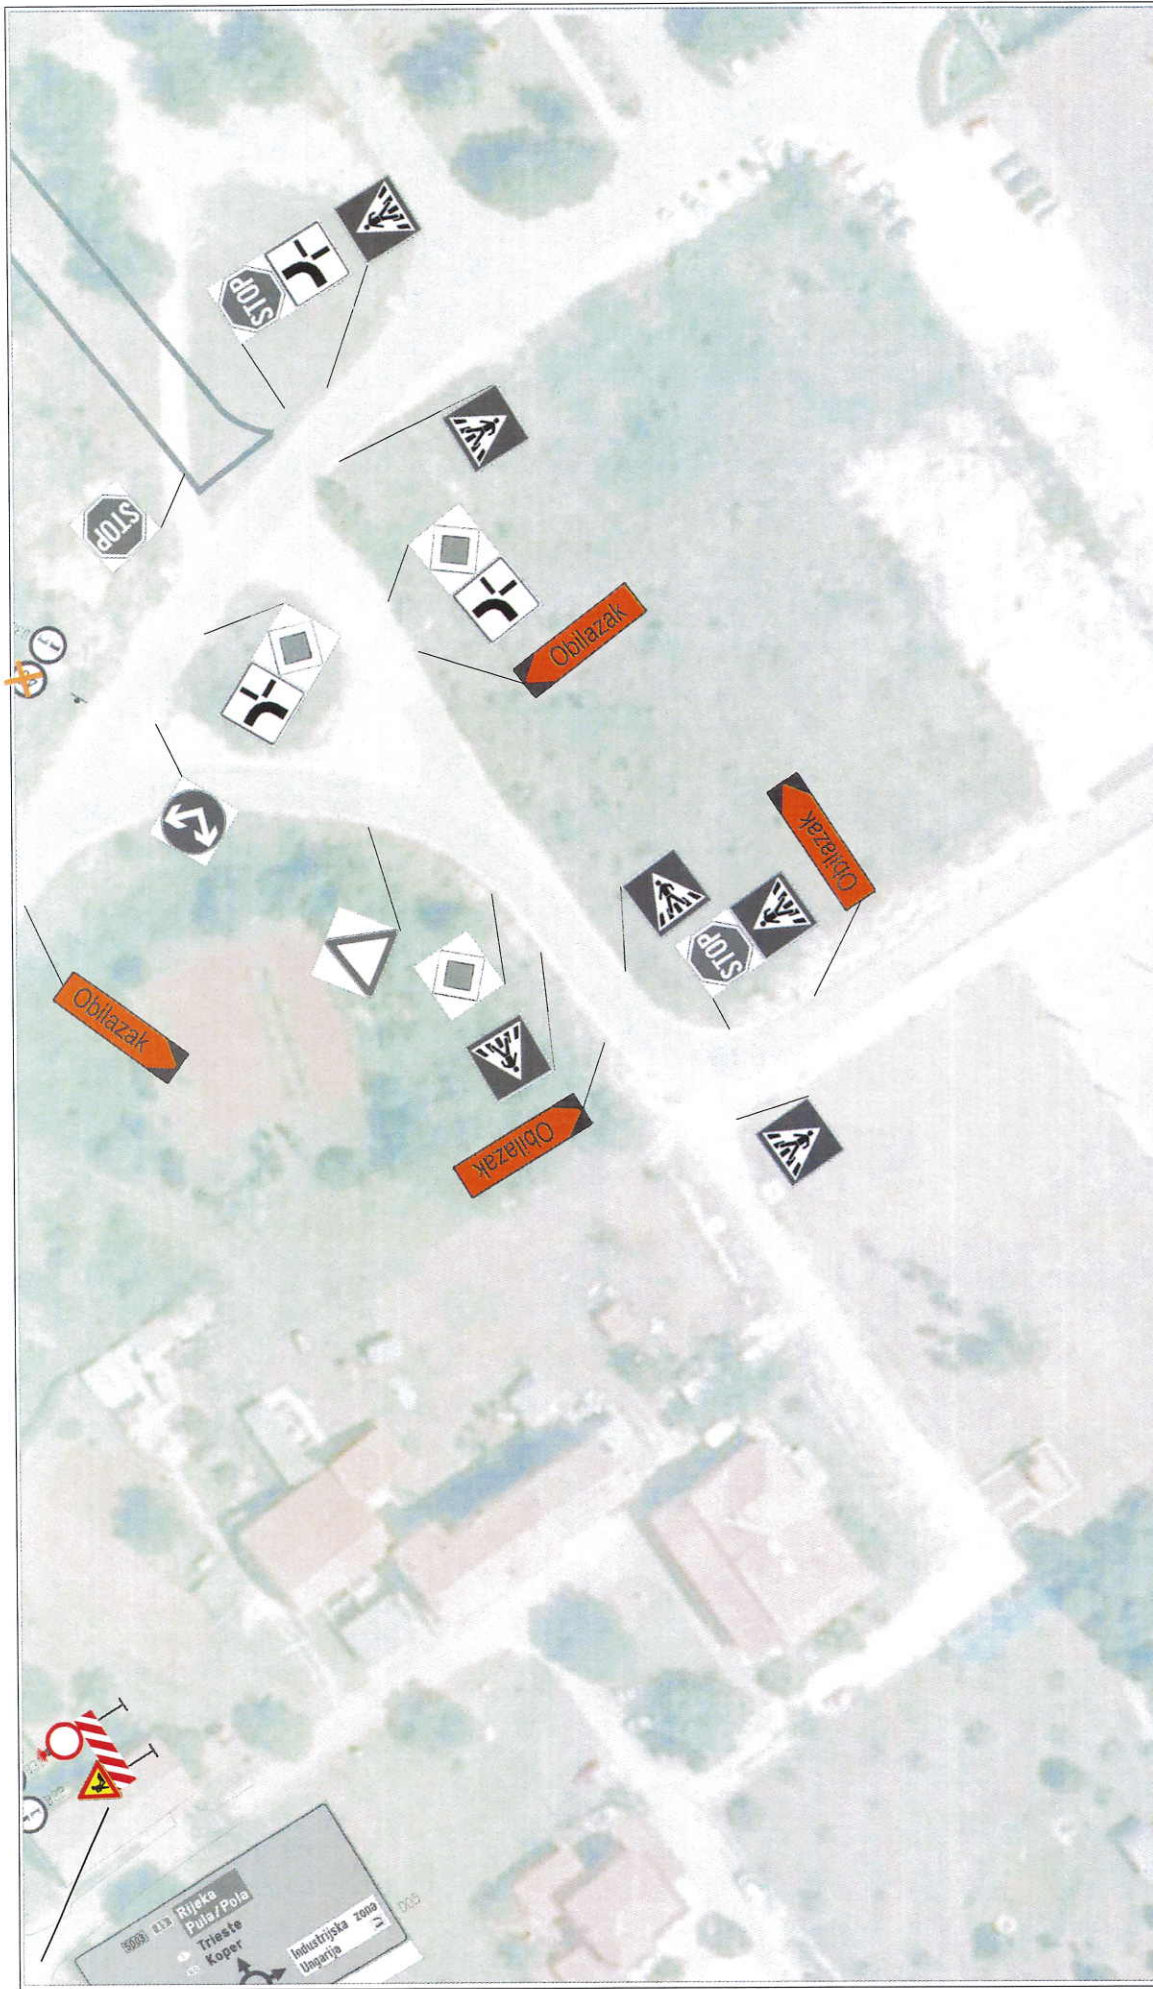 STOP
STOP
Obilazak
Obilazak
STOP
Obilazak
Obilazak
Rijeka
Pula/Pola
Trieste
Koper
Industrijska zona
Ungarija